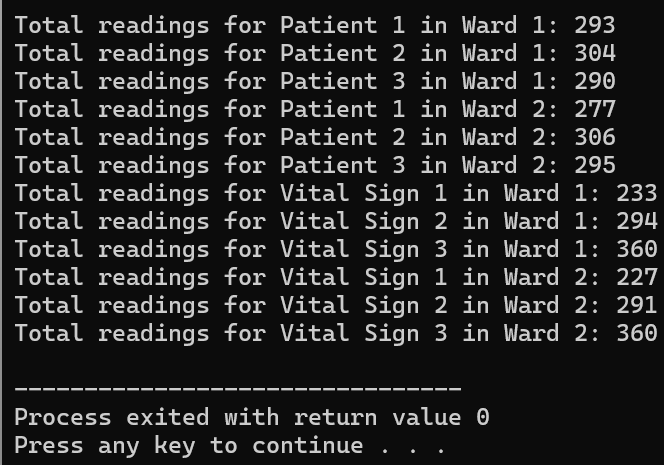 Total readings for Patient 1 in Ward 1: 293
Total readings for Patient 2 in Ward 1: 304
Total readings for Patient 3 in Ward 1: 290
Total readings for Patient 1 in Ward 2: 277
Total readings for Patient 2 in Ward 2: 306
Total readings for Patient 3 in Ward 2: 295
Total readings for Vital Sign 1 in Ward 1: 233
Total readings for Vital Sign 2 in Ward 1: 294
Total readings for Vital Sign 3 in Ward 1: 360
Total readings for Vital Sign 1 in Ward 2: 227
Total readings for Vital Sign 2 in Ward 2: 291
Total readings for Vital Sign 3 in Ward 2: 360
--------------------------------
Process exited with return value 0
Press any key to continue . . .